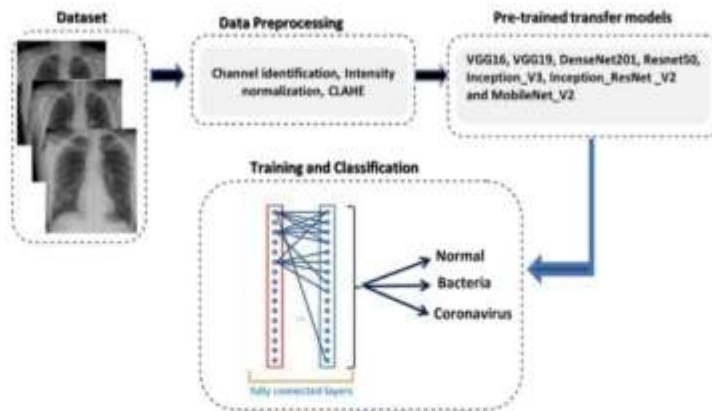 Dataset
Data Preprocessing
Pre-trained transfer models
Channel identification, Intensity
normalization, CLAHE
VGG16, VGG19, DenseNet201, Resnet50,
Inception_V3, Inception_ResNet _V2
and MobileNet_V2
Training and Classification
Normal
Bacteria
Coronavirus
fully connected layers